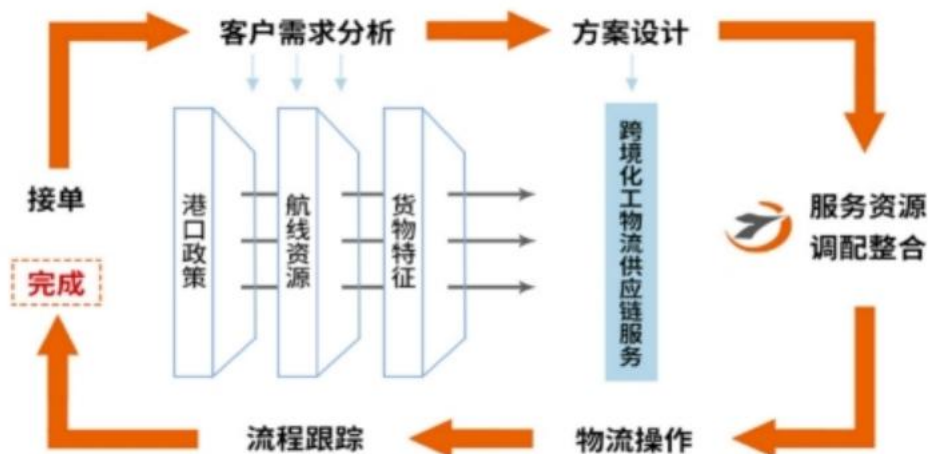 客户需求分析
方案设计
接单
港口政策
航线资源
货物特征
跨境化工物流供应链服务
服务资源
调配整合
完成
流程跟踪
物流操作